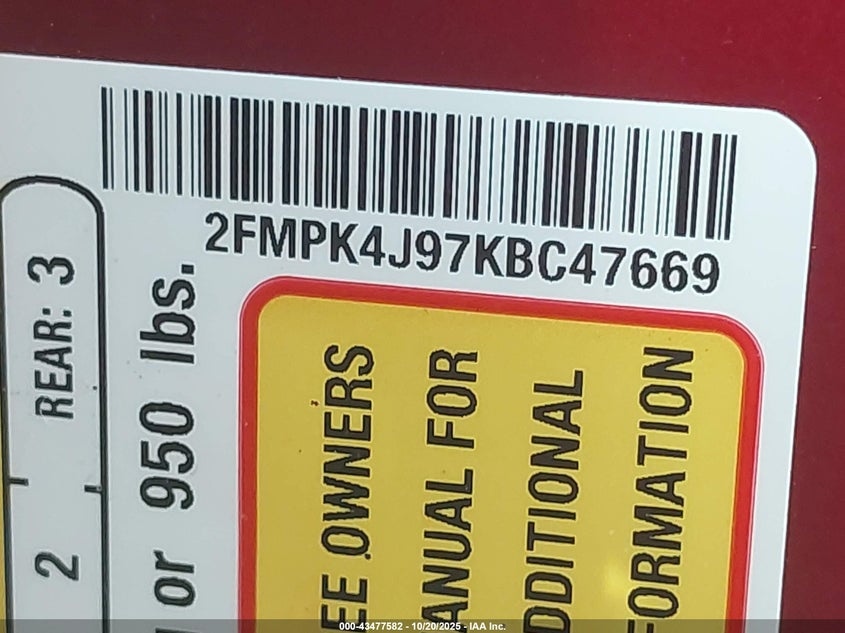 2FMPK4J97KBC47669
2 REAR: 3
or 950 lbs.
EE OWNERS
ANUAL FOR
DDITIONAL
FORMATION
000-43477582 - 10/20/2025 - IAA Inc.